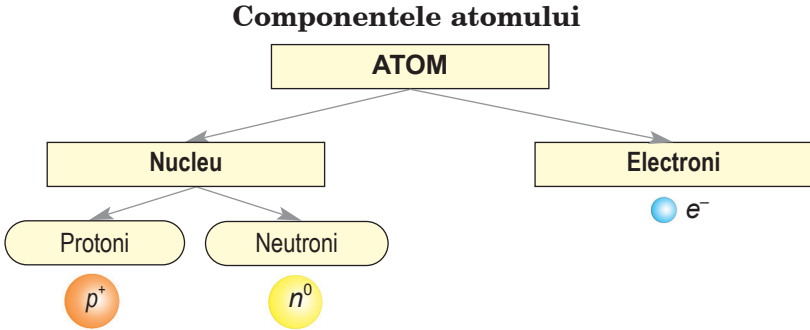 Componentele atomului
ATOM
Nucleu
Electroni
e⁻
Protoni
Neutroni
p⁺
n⁰